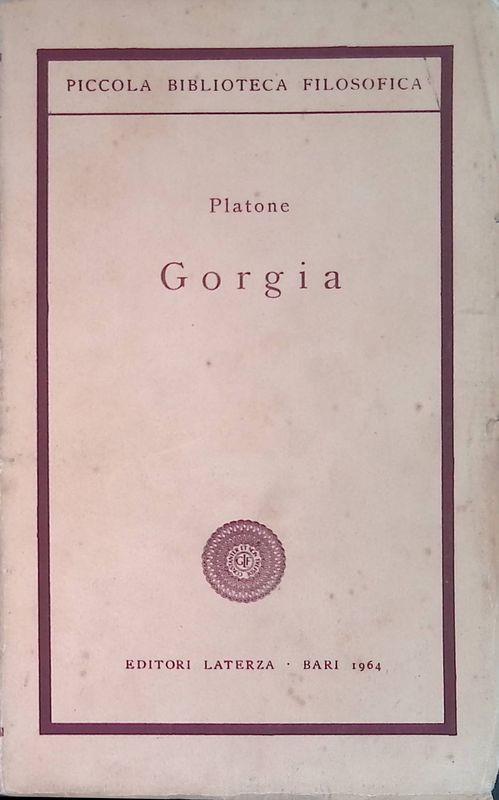 PICCOLA BIBLIOTECA FILOSOFICA
Platone
Gorgia
EDITORI LATERZA · BARI 1964